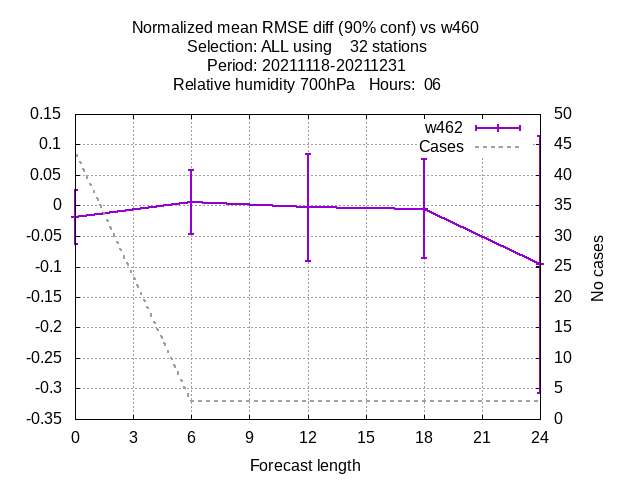 Normalized mean RMSE diff (90% conf) vs w460
Selection: ALL using    32 stations
Period: 20211118-20211231
Relative humidity 700hPa   Hours:  06
w462
Cases
0.15
0.1
0.05
0
-0.05
-0.1
-0.15
-0.2
-0.25
-0.3
-0.35
50
45
40
35
30
25
20
15
10
5
0
No cases
0 3 6 9 12 15 18 21 24
Forecast length